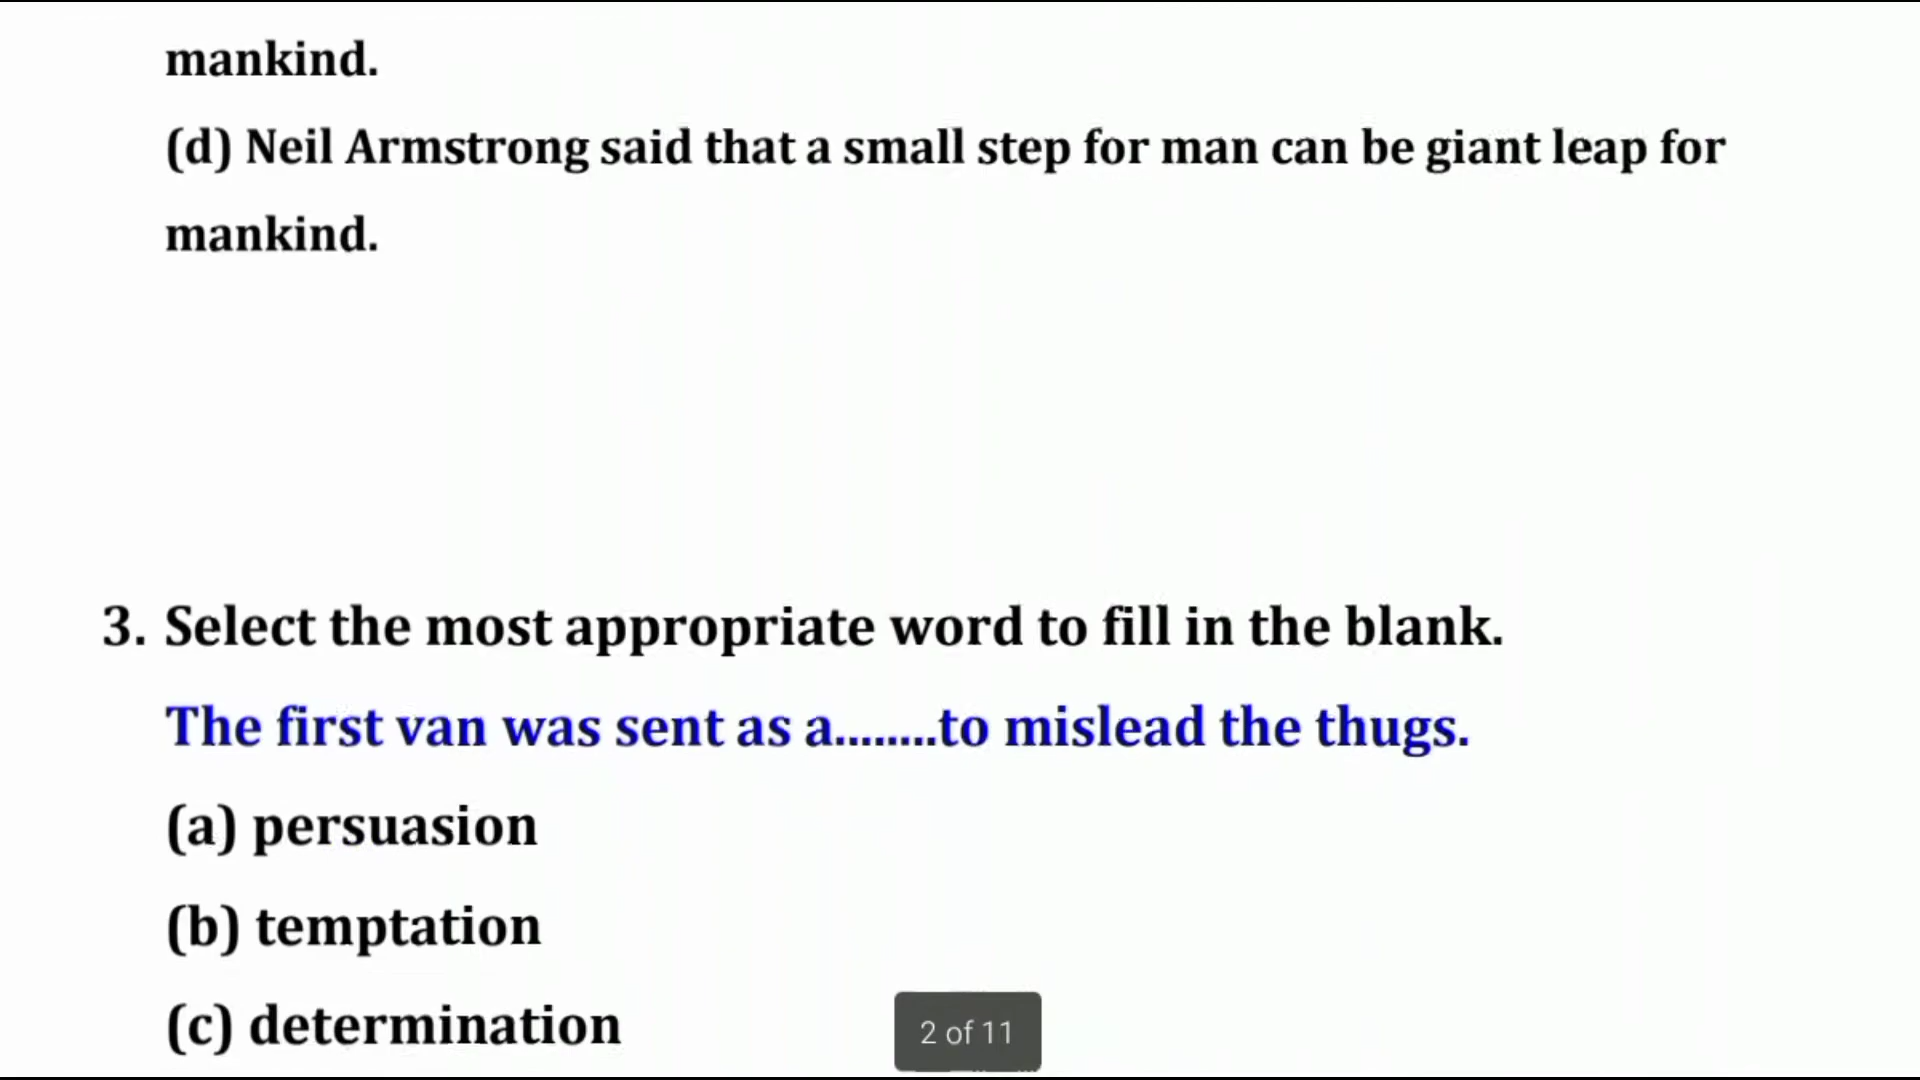 mankind.
(d) Neil Armstrong said that a small step for man can be giant leap for
mankind.
3. Select the most appropriate word to fill in the blank.
The first van was sent as a........to mislead the thugs.
(a) persuasion
(b) temptation
(c) determination
2 of 11